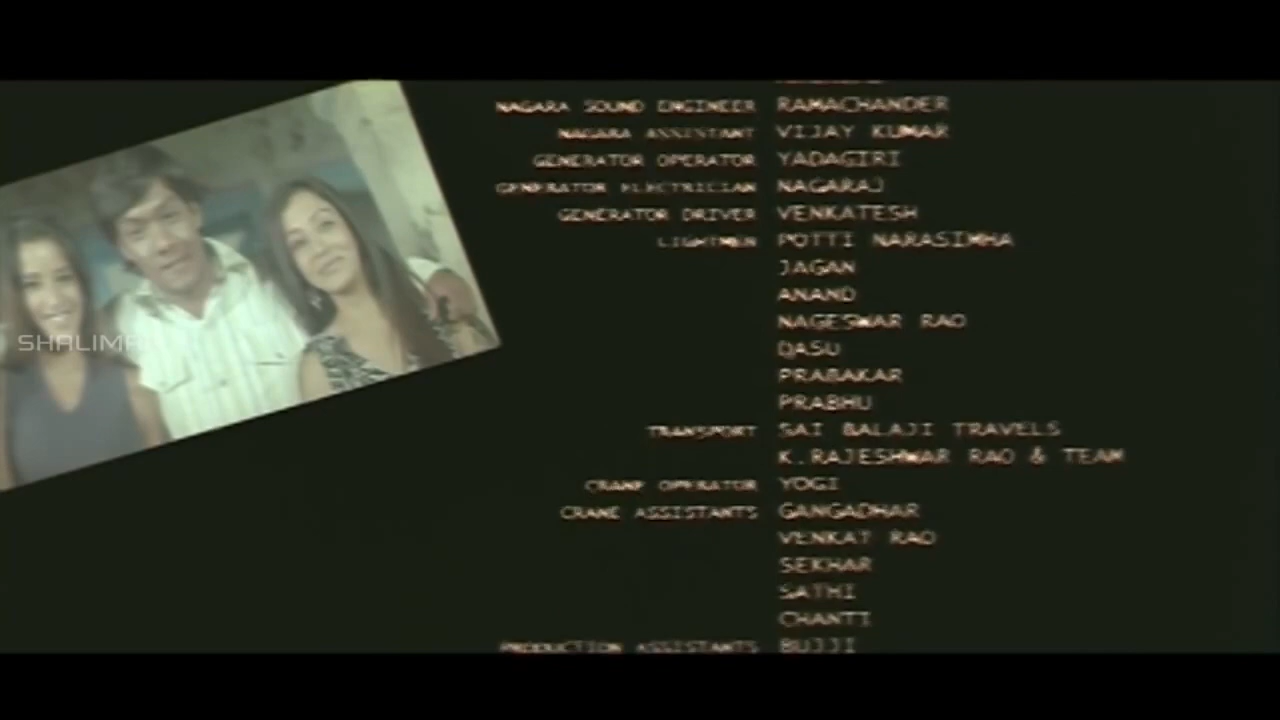 NAGARA SOUND ENGINEER RAMACHANDER
NAGARA ASSISTANT VIJAY KUMAR
GENERATOR OPERATOR YADAGIRI
GENERATOR ELECTRICIAN NAGARAJ
GENERATOR DRIVER VENKATESH
LIGHTMEN POTTI NARASIMHA
JAGAN
ANAND
NAGESWAR RAO
DASU
PRABAKAR
PRABHU
TRANSPORT SAI BALAJI TRAVELS
K.RAJESHWAR RAO & TEAM
CRANE OPERATOR YOGI
CRANE ASSISTANTS GANGADHAR
VENKAT RAO
SEKHAR
SATHI
CHANTI
PRODUCTION ASSISTANTS BUJJI